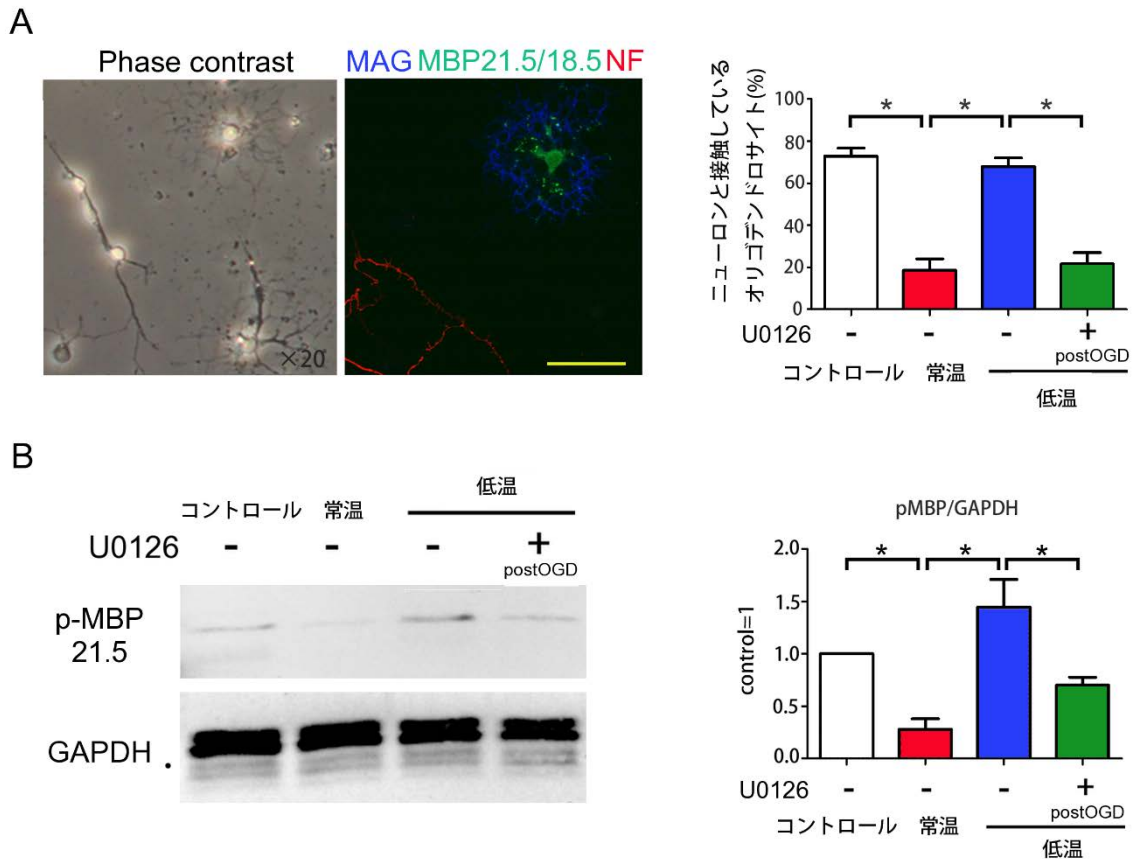 A
Phase contrast
MAG MBP21.5/18.5 NF
×20
ニューロンと接触している
オリゴデンドロサイト(%)
100
80
60
40
20
0
* * *
U0126 - - - +
postOGD
コントロール 常温
低温
B
低温
コントロール 常温
U0126 - - - +
postOGD
p-MBP
21.5
GAPDH
pMBP/GAPDH
control=1
2.0
1.5
1.0
0.5
0.0
* * *
U0126 - - - +
postOGD
コントロール 常温
低温